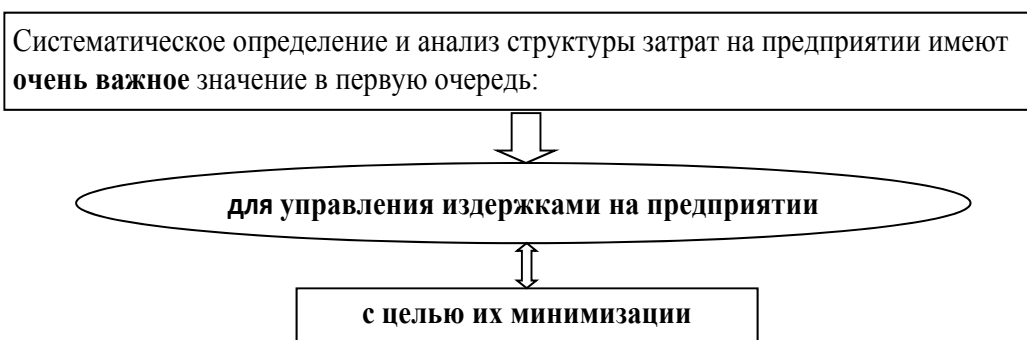 Систематическое определение и анализ структуры затрат на предприятии имеют
очень важное значение в первую очередь:
для управления издержками на предприятии
с целью их минимизации